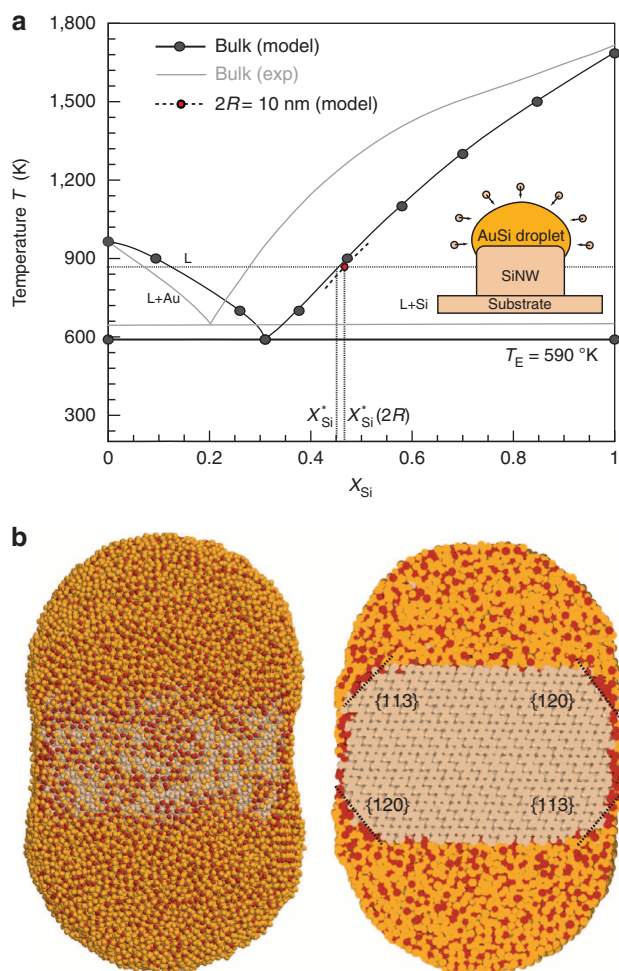 a
1,800
1,500
1,200
900
600
300
Temperature T (K)
Bulk (model)
Bulk (exp)
2R = 10 nm (model)
L
L+Au
AuSi droplet
SiNW
L+Si
Substrate
T_E = 590 °K
X*_Si
X*_Si (2R)
0
0.2
0.4
0.6
0.8
1
X_Si
b
{113}
{120}
{120}
{113}